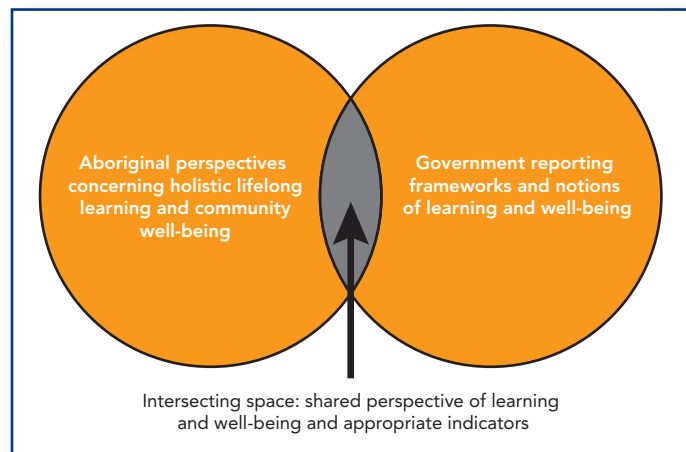 Aboriginal perspectives
concerning holistic lifelong
learning and community
well-being
Government reporting
frameworks and notions
of learning and well-being
Intersecting space: shared perspective of learning
and well-being and appropriate indicators